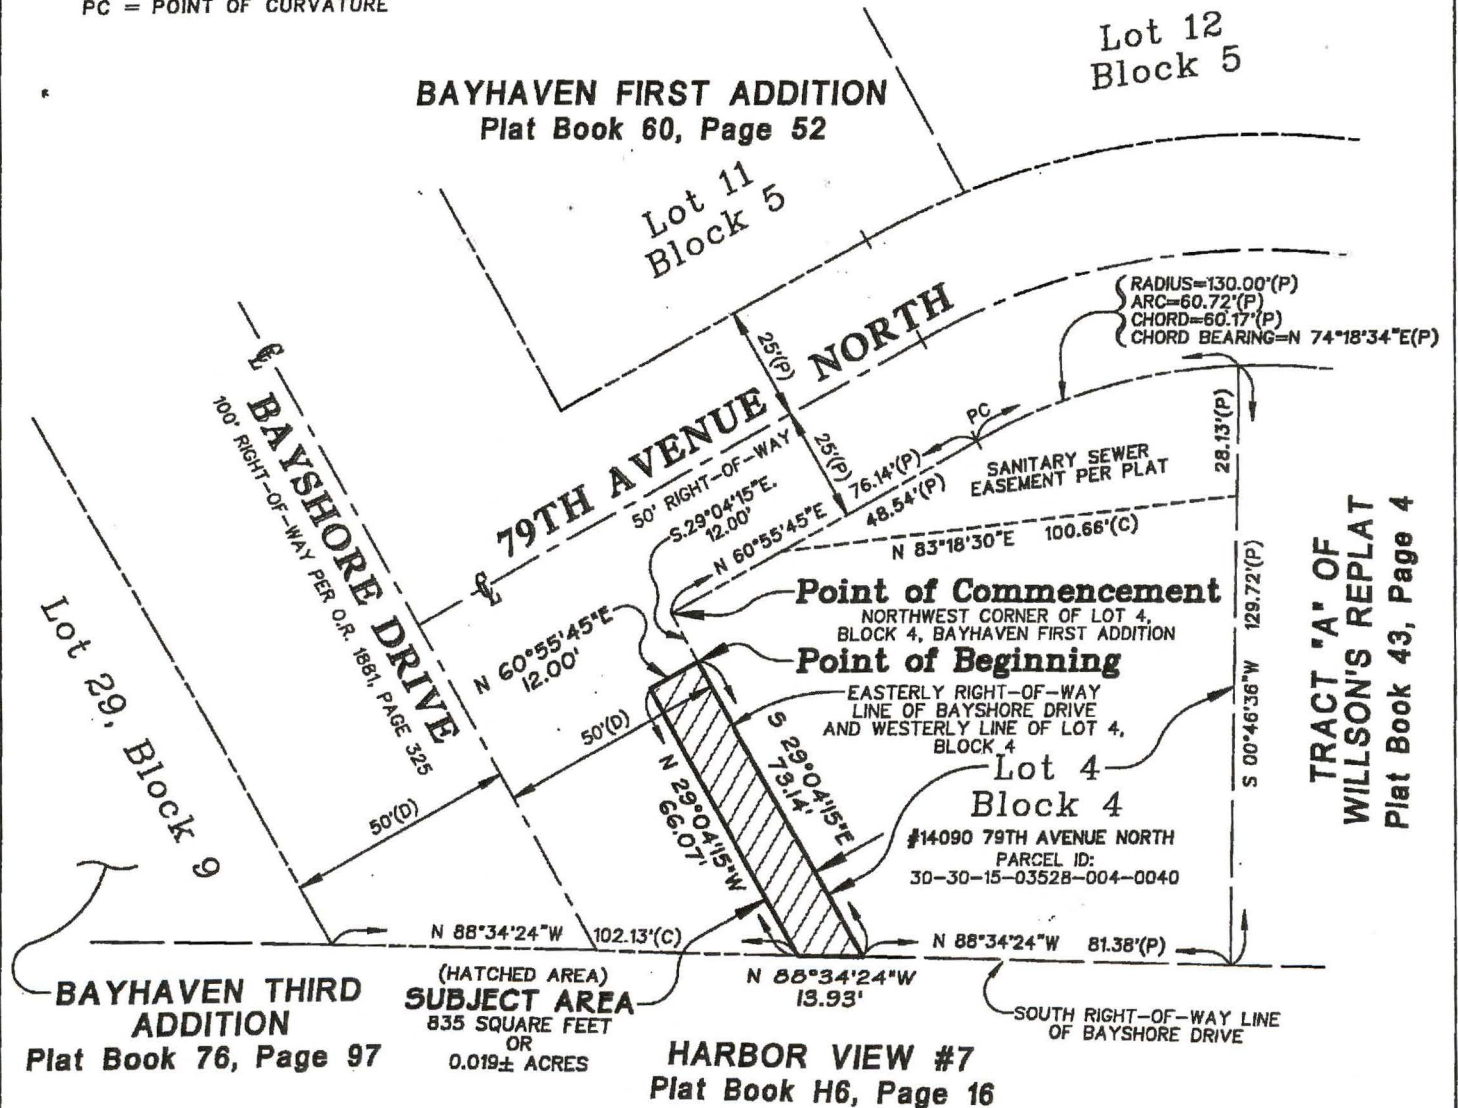 PC = POINT OF CURVATURE
Lot 12
Block 5
BAYHAVEN FIRST ADDITION
Plat Book 60, Page 52
Lot 11
Block 5
RADIUS=130.00'(P)
ARC=60.72'(P)
CHORD=60.17'(P)
CHORD BEARING=N 74°18'34"E(P)
79TH AVENUE NORTH
50' RIGHT-OF-WAY
25'(P)
25'(P)
℄
BAYSHORE DRIVE
100' RIGHT-OF-WAY PER O.R. 1881, PAGE 325
℄
PC
76.14'(P)
48.54'(P)
SANITARY SEWER
EASEMENT PER PLAT
28.13'(P)
S.29°04'15"E.
12.00'
N 60°55'45"E
N 83°18'30"E 100.66'(C)
S 00°46'36"W 129.72'(P)
TRACT "A" OF
WILLSON'S REPLAT
Plat Book 43, Page 4
Point of Commencement
NORTHWEST CORNER OF LOT 4,
BLOCK 4, BAYHAVEN FIRST ADDITION
Point of Beginning
EASTERLY RIGHT-OF-WAY
LINE OF BAYSHORE DRIVE
AND WESTERLY LINE OF LOT 4,
BLOCK 4
Lot 4
Block 4
#14090 79TH AVENUE NORTH
PARCEL ID:
30-30-15-03528-004-0040
N 60°55'45"E
12.00'
50'(D)
50'(D)
S 29°04'15"E
73.14'
N 29°04'15"W
66.07'
Lot 29, Block 9
N 88°34'24"W 102.13'(C)
N 88°34'24"W
13.93'
N 88°34'24"W 81.38'(P)
BAYHAVEN THIRD
ADDITION
Plat Book 76, Page 97
(HATCHED AREA)
SUBJECT AREA
835 SQUARE FEET
OR
0.019± ACRES
SOUTH RIGHT-OF-WAY LINE
OF BAYSHORE DRIVE
HARBOR VIEW #7
Plat Book H6, Page 16